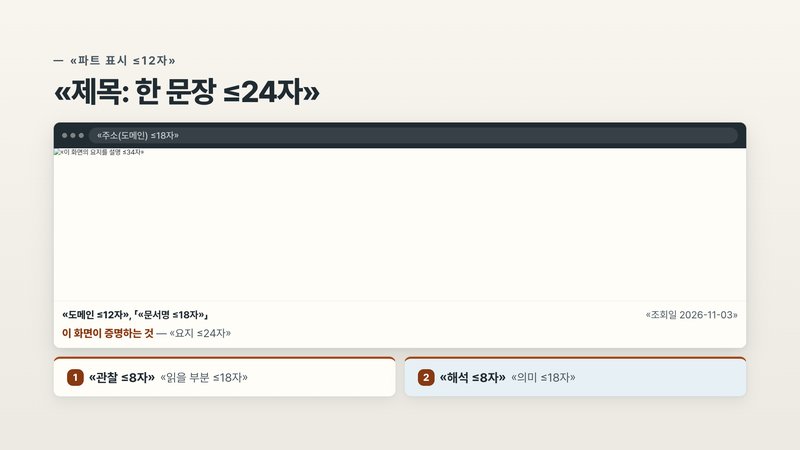 — «파트 표시 ≤12자»
«제목: 한 문장 ≤24자»
«주소(도메인) ≤18자»
«이 화면의 요지를 설명 ≤34자»
«도메인 ≤12자», 「«문서명 ≤18자»」
«조회일 2026-11-03»
이 화면이 증명하는 것 — «요지 ≤24자»
1 «관찰 ≤8자» «읽을 부분 ≤18자»
2 «해석 ≤8자» «의미 ≤18자»